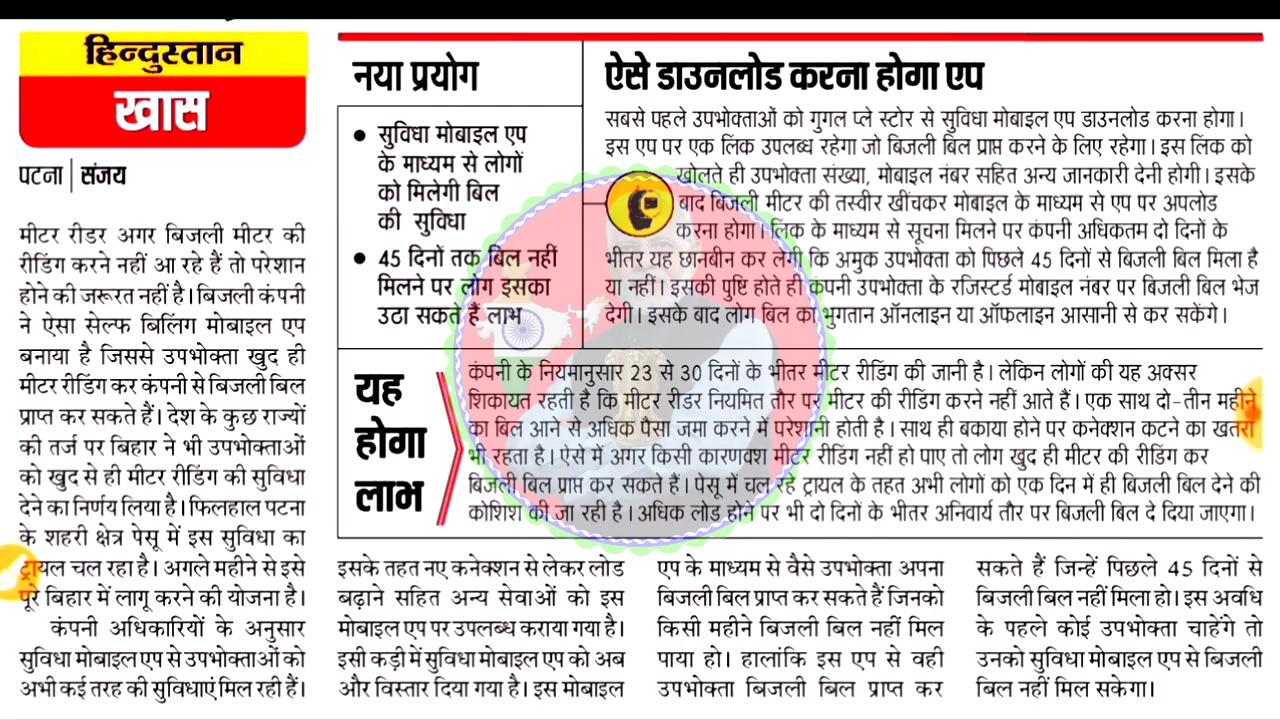 हिन्दुस्तान
खास
पटना | संजय
मीटर रीडर अगर बिजली मीटर की
रीडिंग करने नहीं आ रहे हैं तो परेशान
होने की जरूरत नहीं है। बिजली कंपनी
ने ऐसा सेल्फ बिलिंग मोबाइल एप
बनाया है जिससे उपभोक्ता खुद ही
मीटर रीडिंग कर कंपनी से बिजली बिल
प्राप्त कर सकते हैं। देश के कुछ राज्यों
की तर्ज पर बिहार ने भी उपभोक्ताओं
को खुद से ही मीटर रीडिंग की सुविधा
देने का निर्णय लिया है। फिलहाल पटना
के शहरी क्षेत्र पेसू में इस सुविधा का
ट्रायल चल रहा है। अगले महीने से इसे
पूरे बिहार में लागू करने की योजना है।
कंपनी अधिकारियों के अनुसार
सुविधा मोबाइल एप से उपभोक्ताओं को
अभी कई तरह की सुविधाएं मिल रही हैं।
नया प्रयोग
● सुविधा मोबाइल एप
के माध्यम से लोगों
को मिलेगी बिल
की सुविधा
● 45 दिनों तक बिल नहीं
मिलने पर लोग इसका
उटा सकते हैं लाभ
ऐसे डाउनलोड करना होगा एप
सबसे पहले उपभोक्ताओं को गुगल प्ले स्टोर से सुविधा मोबाइल एप डाउनलोड करना होगा।
इस एप पर एक लिंक उपलब्ध रहेगा जो बिजली बिल प्राप्त करने के लिए रहेगा। इस लिंक को
खोलते ही उपभोक्ता संख्या, मोबाइल नंबर सहित अन्य जानकारी देनी होगी। इसके
बाद बिजली मीटर की तस्वीर खींचकर मोबाइल के माध्यम से एप पर अपलोड
करना होगा। लिंक के माध्यम से सूचना मिलने पर कंपनी अधिकतम दो दिनों के
भीतर यह छानबीन कर लेगी कि अमुक उपभोक्ता को पिछले 45 दिनों से बिजली बिल मिला है
या नहीं। इसकी पुष्टि होते ही कंपनी उपभोक्ता के रजिस्टर्ड मोबाइल नंबर पर बिजली बिल भेज
देगी। इसके बाद लोग बिल का भुगतान ऑनलाइन या ऑफलाइन आसानी से कर सकेंगे।
यह
होगा
लाभ
कंपनी के नियमानुसार 23 से 30 दिनों के भीतर मीटर रीडिंग की जानी है। लेकिन लोगों की यह अक्सर
शिकायत रहती है कि मीटर रीडर नियमित तौर पर मीटर की रीडिंग करने नहीं आते हैं। एक साथ दो-तीन महीने
का बिल आने से अधिक पैसा जमा करने में परेशानी होती है। साथ ही बकाया होने पर कनेक्शन कटने का खतरा
भी रहता है। ऐसे में अगर किसी कारणवश मीटर रीडिंग नहीं हो पाए तो लोग खुद ही मीटर की रीडिंग कर
बिजली बिल प्राप्त कर सकते हैं। पेसू में चल रहे ट्रायल के तहत अभी लोगों को एक दिन में ही बिजली बिल देने की
कोशिश की जा रही है। अधिक लोड होने पर भी दो दिनों के भीतर अनिवार्य तौर पर बिजली बिल दे दिया जाएगा।
इसके तहत नए कनेक्शन से लेकर लोड
बढ़ाने सहित अन्य सेवाओं को इस
मोबाइल एप पर उपलब्ध कराया गया है।
इसी कड़ी में सुविधा मोबाइल एप को अब
और विस्तार दिया गया है। इस मोबाइल
एप के माध्यम से वैसे उपभोक्ता अपना
बिजली बिल प्राप्त कर सकते हैं जिनको
किसी महीने बिजली बिल नहीं मिल
पाया हो। हालांकि इस एप से वही
उपभोक्ता बिजली बिल प्राप्त कर
सकते हैं जिन्हें पिछले 45 दिनों से
बिजली बिल नहीं मिला हो। इस अवधि
के पहले कोई उपभोक्ता चाहेंगे तो
उनको सुविधा मोबाइल एप से बिजली
बिल नहीं मिल सकेगा।